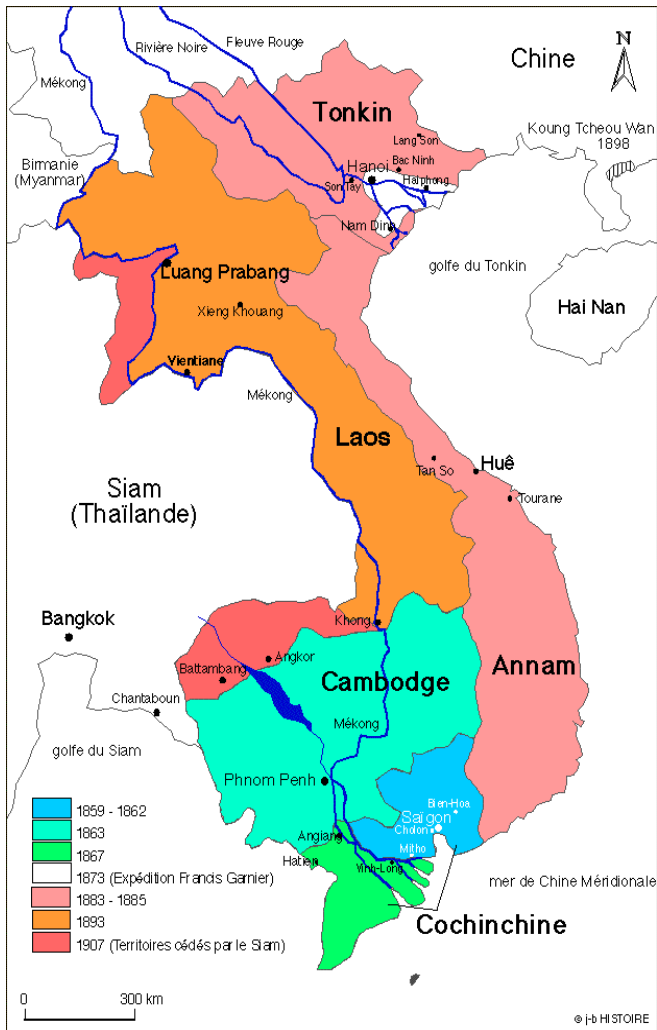 Fleuve Rouge
Rivière Noire
Mékong
Chine
N
Tonkin
Lang Son
Koung Tcheou Wan
1898
Birmanie
(Myanmar)
Hanoi
Bac Ninh
Son Tay
Haiphong
Nam Dinh
golfe du Tonkin
Luang Prabang
Xieng Khouang
Hai Nan
Vientiane
Mékong
Laos
Tan So
Huê
Tourane
Siam
(Thaïlande)
Bangkok
Khong
Angkor
Battambang
Cambodge
Annam
Chantaboun
Mékong
golfe du Siam
Phnom Penh
Bien-Hoa
Saïgon
Cholon
Mitho
Angiang
Hatien
Vinh-Long
mer de Chine Méridionale
Cochinchine
1859 - 1862
1863
1867
1873 (Expédition Francis Garnier)
1883 - 1885
1893
1907 (Territoires cédés par le Siam)
0 300 km
© j-b HISTOIRE